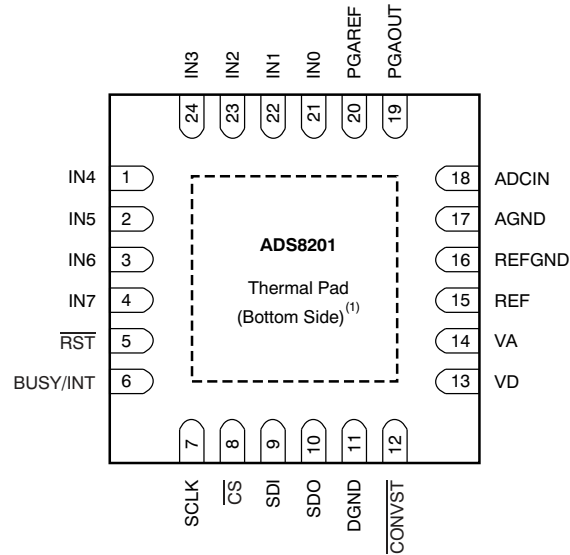 IN3
IN2
IN1
IN0
PGAREF
PGAOUT
24
23
22
21
20
19
IN4 1
IN5 2
IN6 3
IN7 4
RST 5
BUSY/INT 6
ADS8201
Thermal Pad
(Bottom Side)(1)
18 ADCIN
17 AGND
16 REFGND
15 REF
14 VA
13 VD
7
8
9
10
11
12
SCLK
CS
SDI
SDO
DGND
CONVST